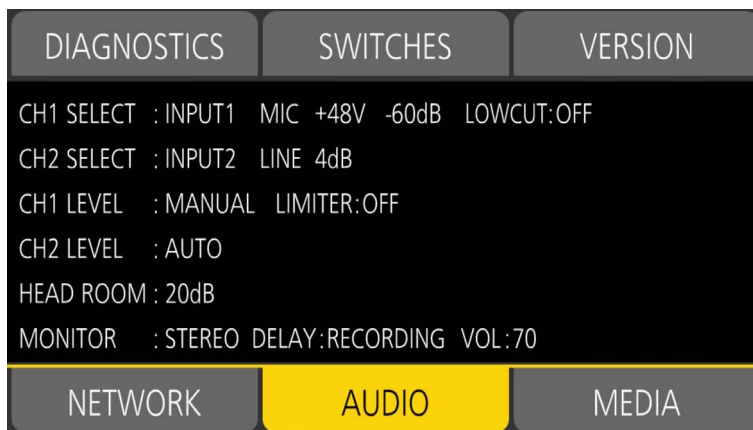 DIAGNOSTICS SWITCHES VERSION
CH1 SELECT : INPUT1 MIC +48V -60dB LOWCUT:OFF
CH2 SELECT : INPUT2 LINE 4dB
CH1 LEVEL : MANUAL LIMITER:OFF
CH2 LEVEL : AUTO
HEAD ROOM : 20dB
MONITOR : STEREO DELAY:RECORDING VOL:70
NETWORK AUDIO MEDIA